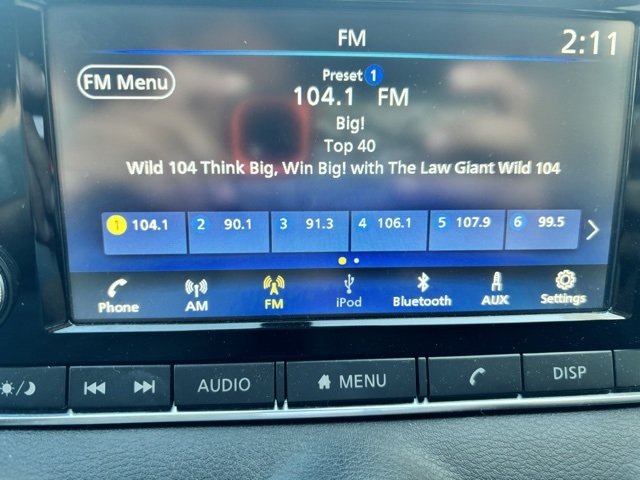 FM
2:11
FM Menu
Preset 1
104.1 FM
Big!
Top 40
Wild 104 Think Big, Win Big! with The Law Giant Wild 104
1 104.1 2 90.1 3 91.3 4 106.1 5 107.9 6 99.5
Phone AM FM iPod Bluetooth AUX Settings
AUDIO MENU DISP